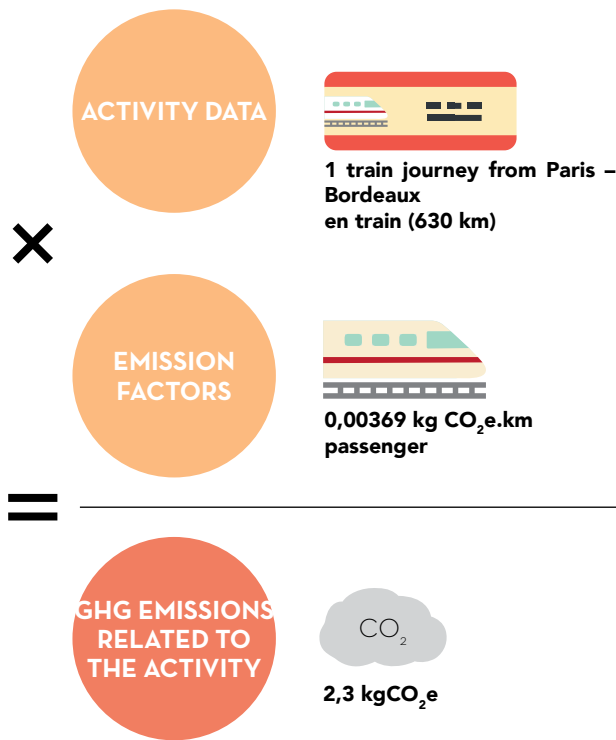 ACTIVITY DATA
1 train journey from Paris –
Bordeaux
en train (630 km)
×
EMISSION
FACTORS
0,00369 kg CO₂e.km
passenger
=
GHG EMISSIONS
RELATED TO
THE ACTIVITY
CO₂
2,3 kgCO₂e